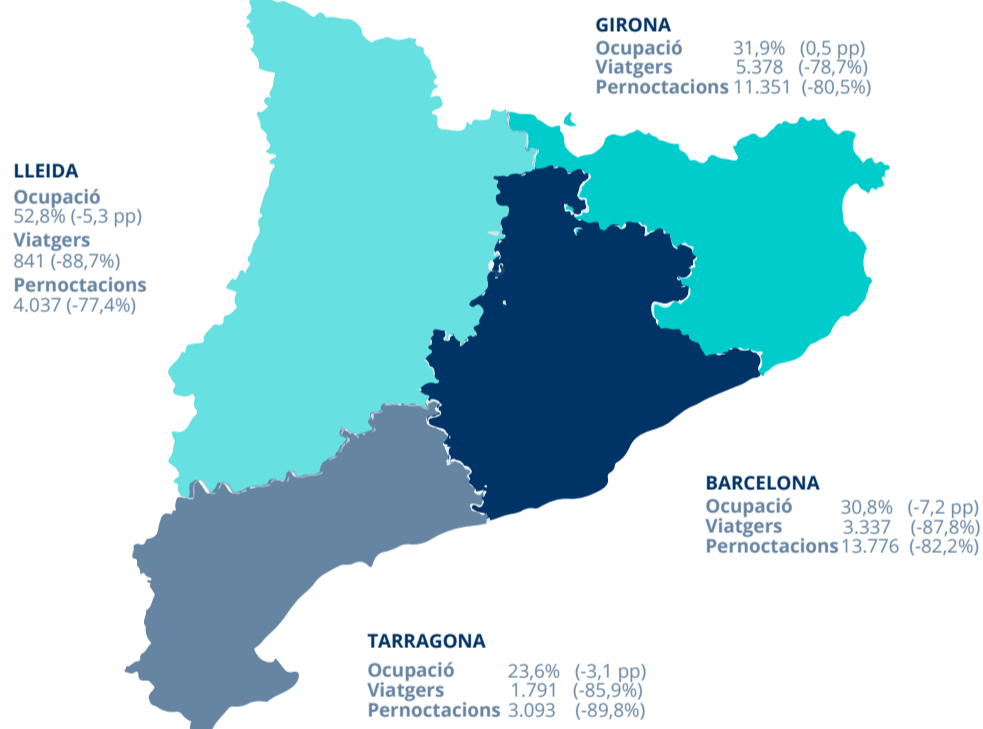 GIRONA
Ocupació 31,9% (0,5 pp)
Viatgers 5.378 (-78,7%)
Pernoctacions 11.351 (-80,5%)
LLEIDA
Ocupació
52,8% (-5,3 pp)
Viatgers
841 (-88,7%)
Pernoctacions
4.037 (-77,4%)
BARCELONA
Ocupació 30,8% (-7,2 pp)
Viatgers 3.337 (-87,8%)
Pernoctacions 13.776 (-82,2%)
TARRAGONA
Ocupació 23,6% (-3,1 pp)
Viatgers 1.791 (-85,9%)
Pernoctacions 3.093 (-89,8%)